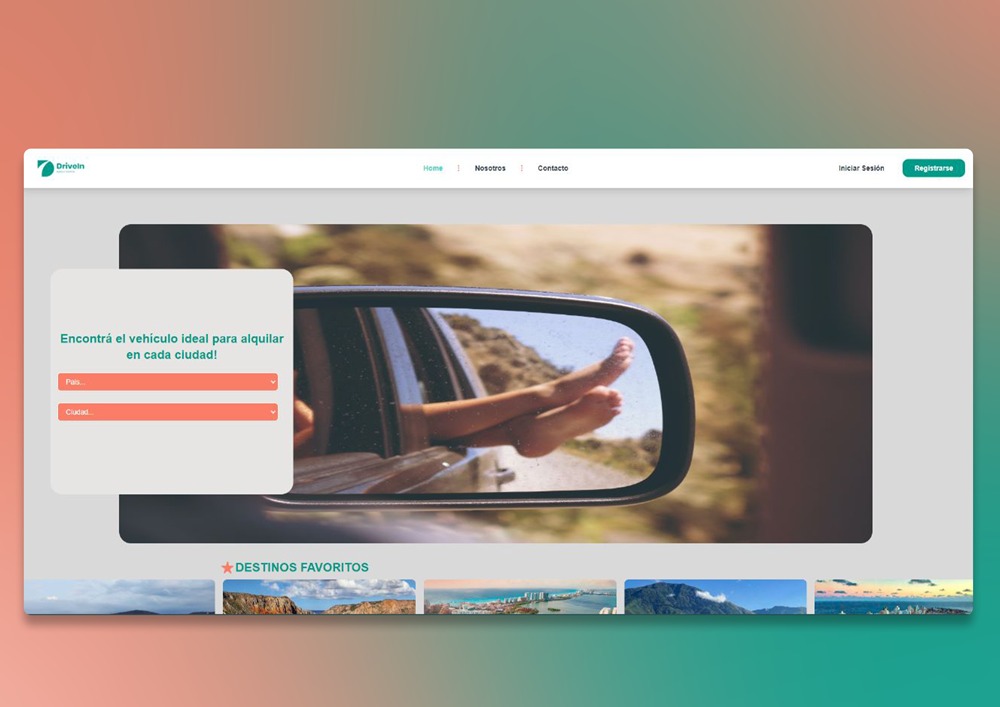 DriveIn
Home
Nosotros
Contacto
Iniciar Sesión
Registrarse
Encontrá el vehículo ideal para alquilar
en cada ciudad!
País...
Ciudad...
DESTINOS FAVORITOS